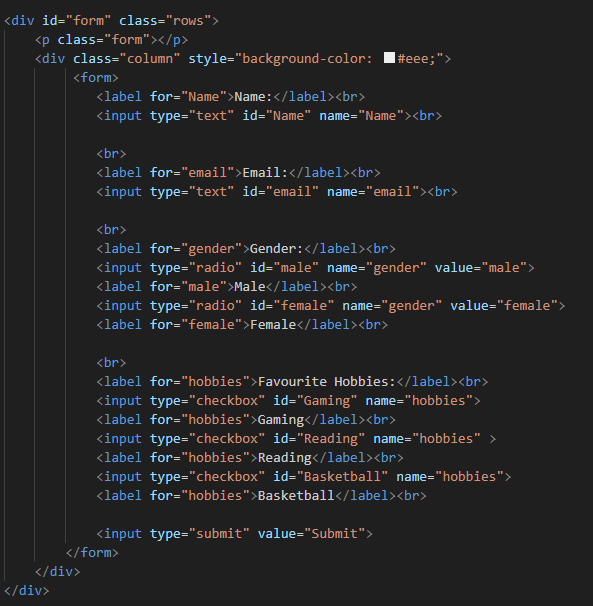 <div id="form" class="rows">
<p class="form"></p>
<div class="column" style="background-color: #eee;">
<form>
<label for="Name">Name:</label><br>
<input type="text" id="Name" name="Name"><br>
<br>
<label for="email">Email:</label><br>
<input type="text" id="email" name="email"><br>
<br>
<label for="gender">Gender:</label><br>
<input type="radio" id="male" name="gender" value="male">
<label for="male">Male</label><br>
<input type="radio" id="female" name="gender" value="female">
<label for="female">Female</label><br>
<br>
<label for="hobbies">Favourite Hobbies:</label><br>
<input type="checkbox" id="Gaming" name="hobbies">
<label for="hobbies">Gaming</label><br>
<input type="checkbox" id="Reading" name="hobbies" >
<label for="hobbies">Reading</label><br>
<input type="checkbox" id="Basketball" name="hobbies">
<label for="hobbies">Basketball</label><br>
<input type="submit" value="Submit">
</form>
</div>
</div>